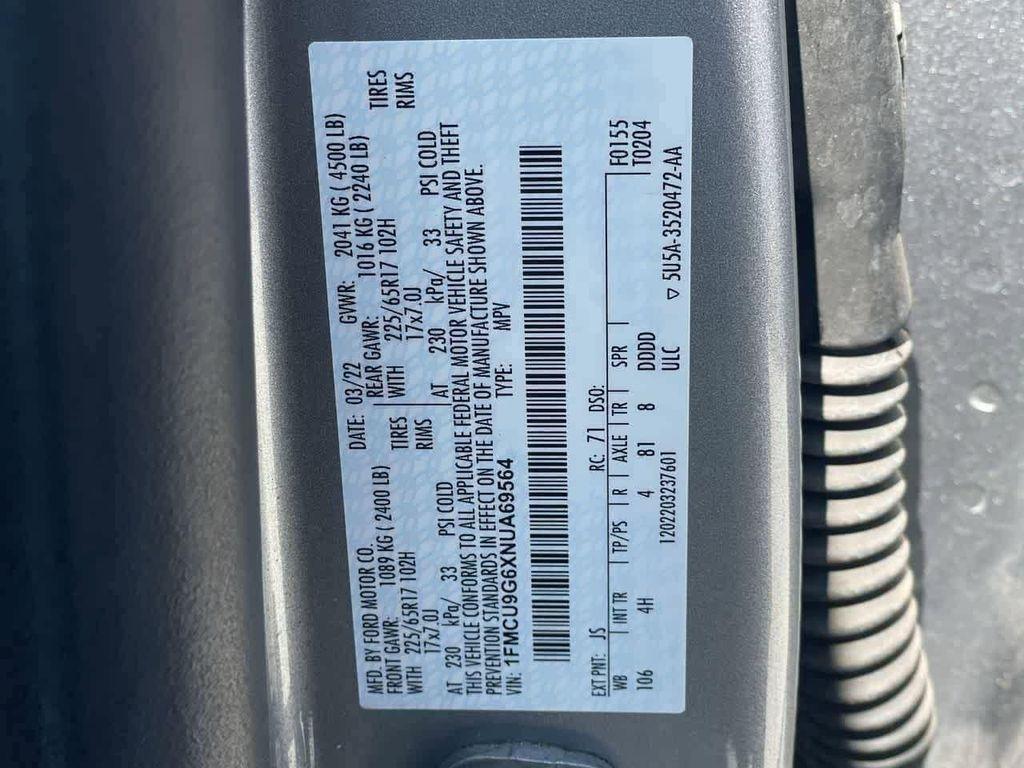 MFD. BY FORD MOTOR CO. DATE: 03/22 GVWR: 2041 KG ( 4500 LB)
FRONT GAWR: 1089 KG ( 2400 LB) REAR GAWR: 1016 KG ( 2240 LB)
WITH 225/65R17 102H TIRES WITH 225/65R17 102H TIRES
17x7.0J RIMS 17x7.0J RIMS
AT 230 kPa/ 33 PSI COLD AT 230 kPa/ 33 PSI COLD
THIS VEHICLE CONFORMS TO ALL APPLICABLE FEDERAL MOTOR VEHICLE SAFETY AND THEFT
PREVENTION STANDARDS IN EFFECT ON THE DATE OF MANUFACTURE SHOWN ABOVE.
VIN: 1FMCU9G6XNUA69564 TYPE: MPV
EXT PNT: JS RC: 71 DSO: F0155
WB INT TR TP/PS R AXLE TR SPR T0204
106 4H 4 81 8 DDDD
1202203237601 ULC ▽ 5U5A-3520472-AA